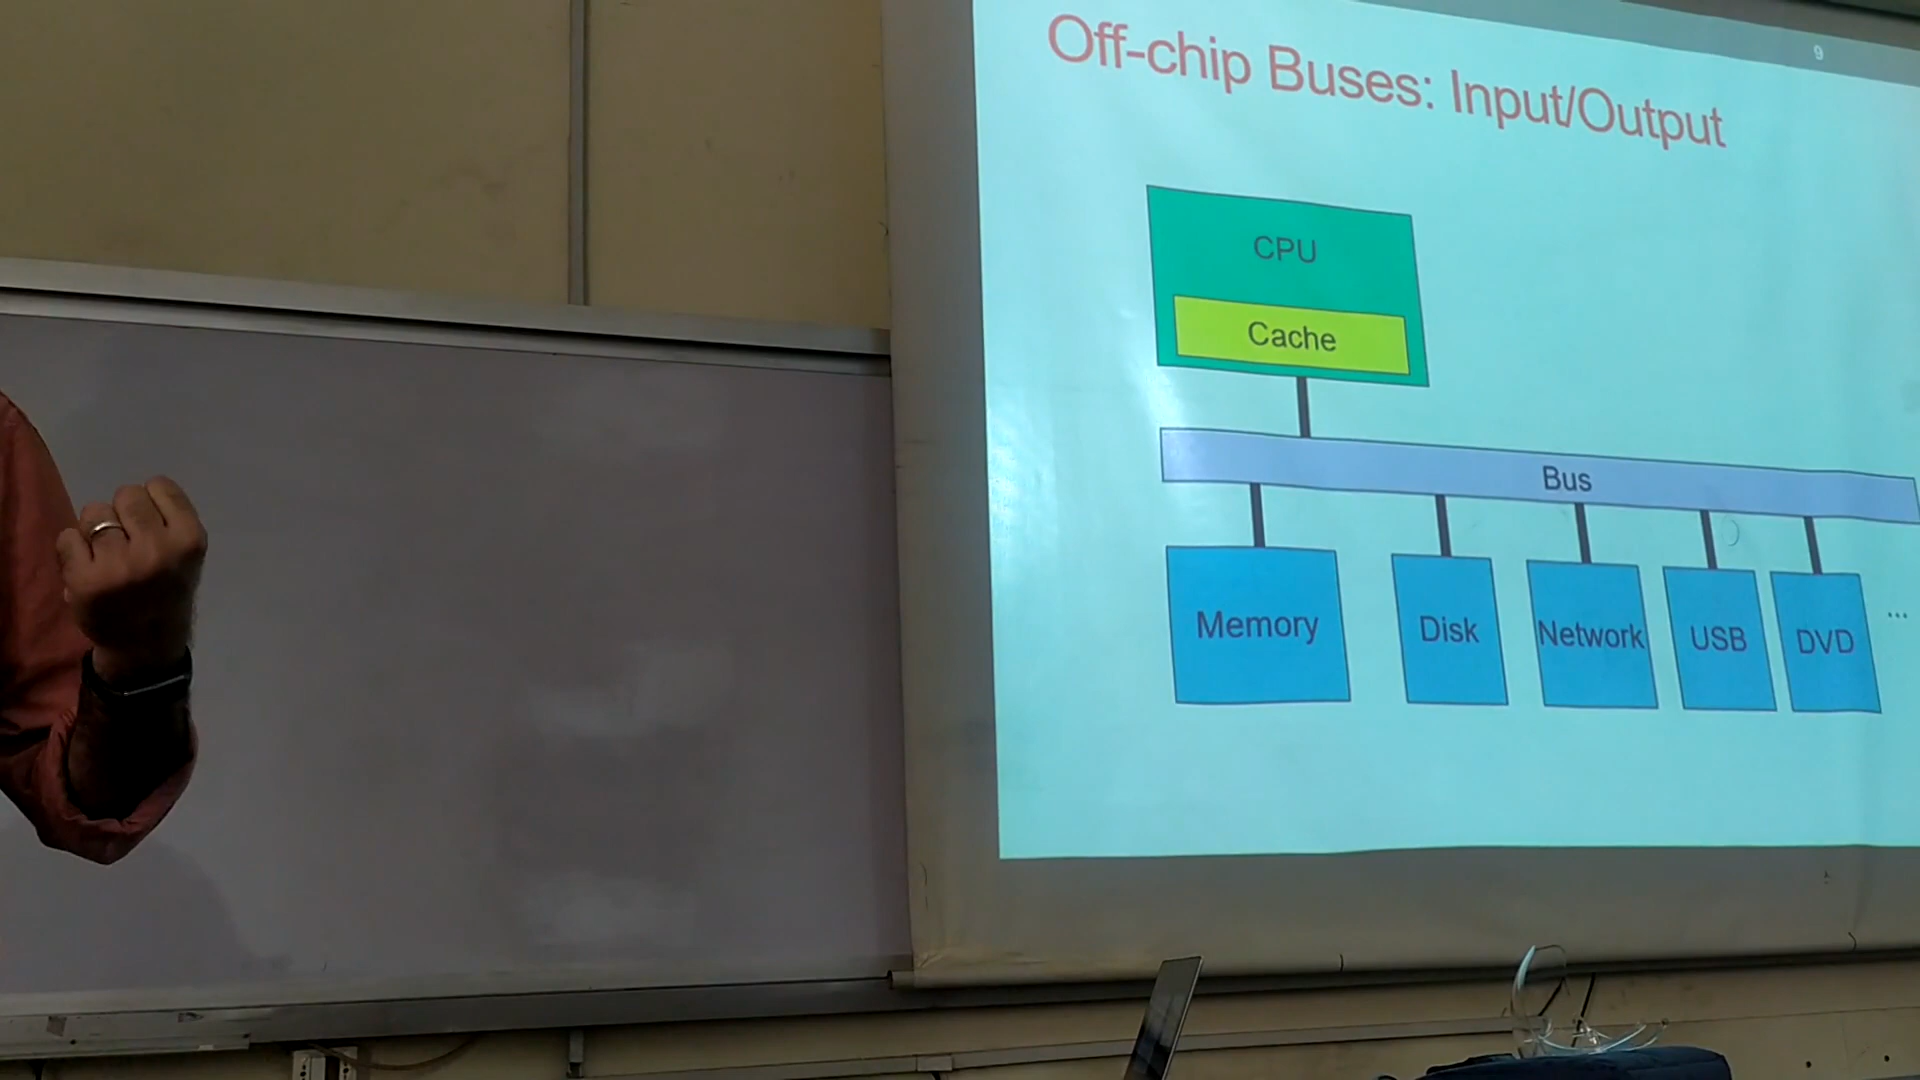 9
Off-chip Buses: Input/Output
CPU
Cache
Bus
Memory
Disk
Network
USB
DVD
...